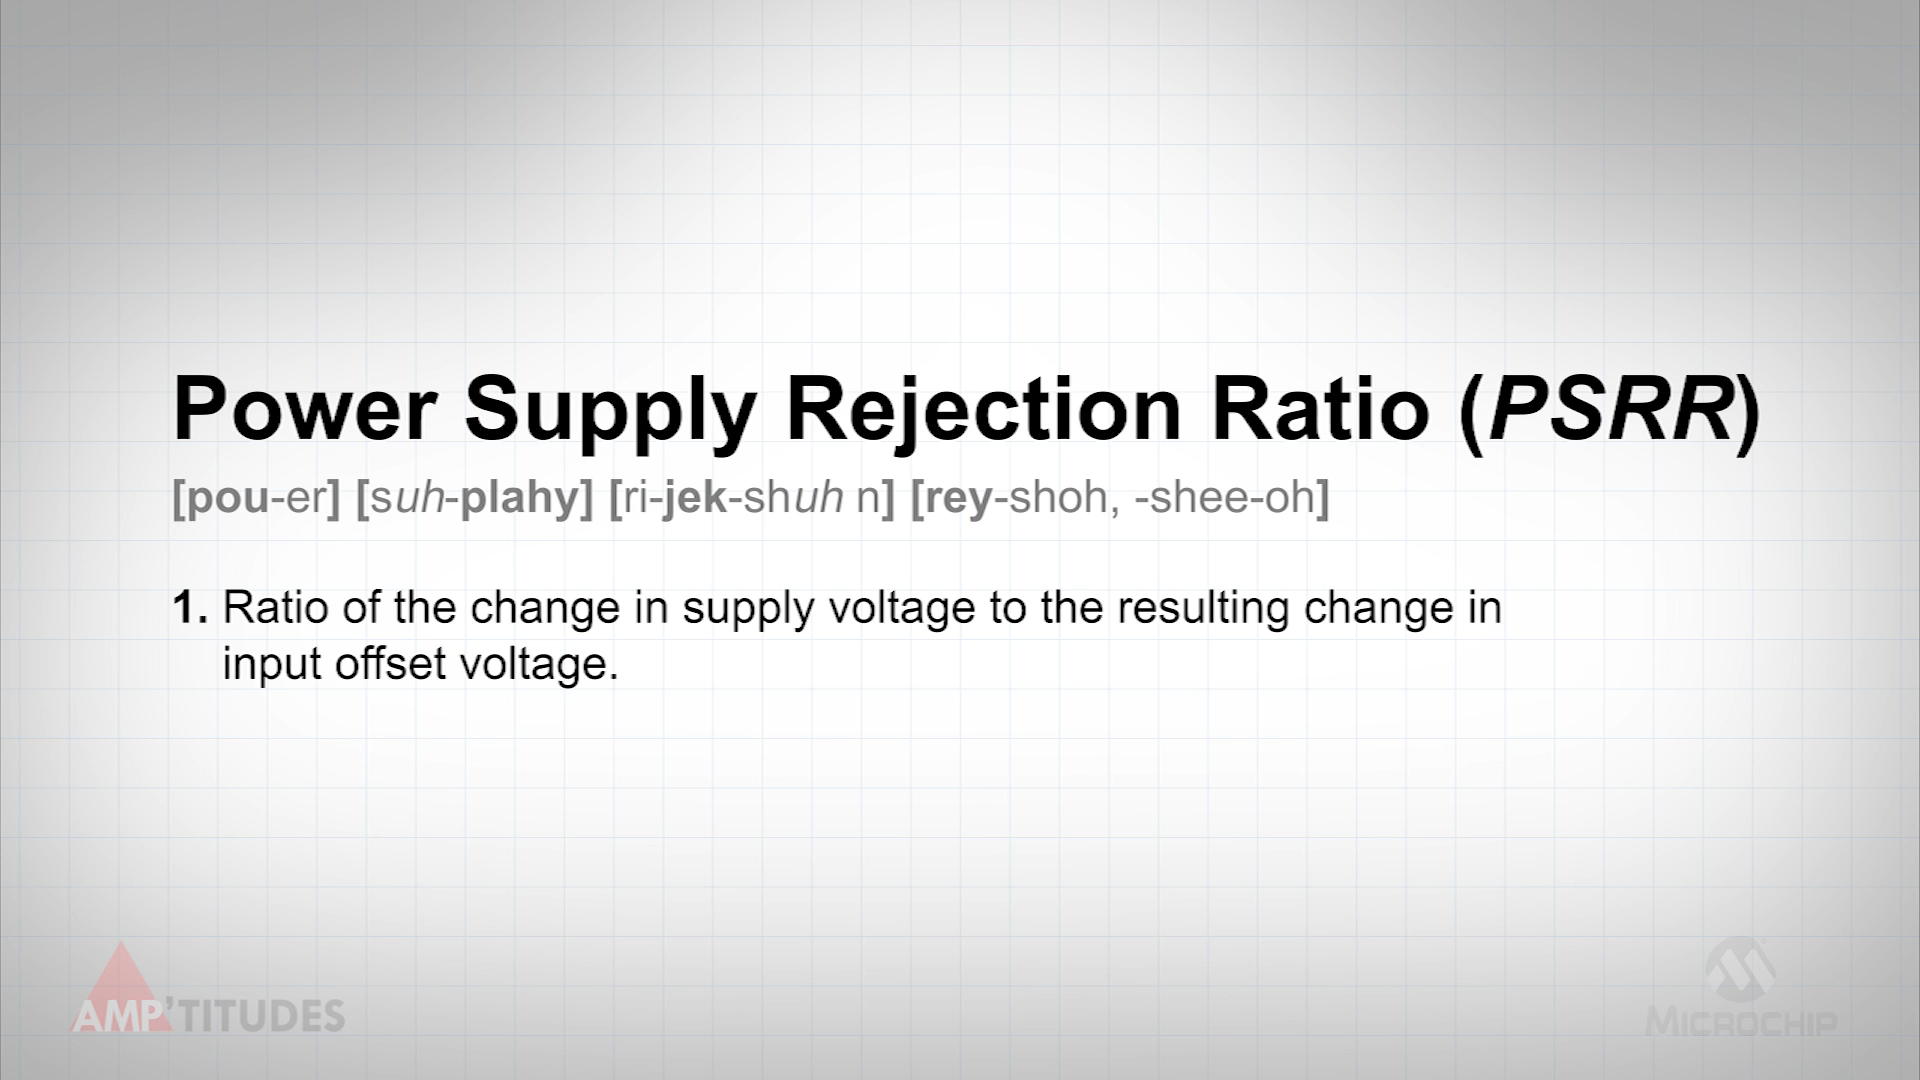 Power Supply Rejection Ratio (PSRR)
[pou-er] [suh-plahy] [ri-jek-shuh n] [rey-shoh, -shee-oh]
1. Ratio of the change in supply voltage to the resulting change in
input offset voltage.
AMP'TITUDES
MICROCHIP